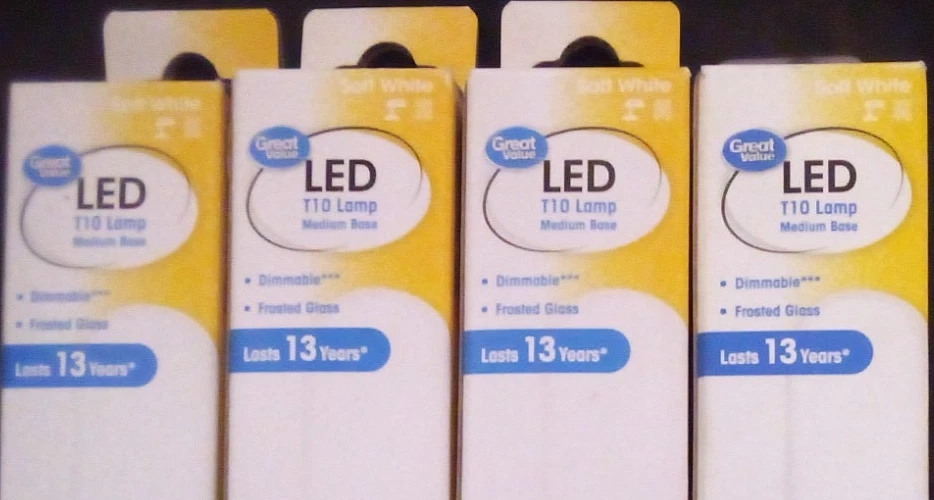 Soft White
Great
Value
LED
T10 Lamp
Medium Base
• Dimmable***
• Frosted Glass
Lasts 13 Years*
Soft White
Great
Value
LED
T10 Lamp
Medium Base
• Dimmable***
• Frosted Glass
Lasts 13 Years*
Soft White
Great
Value
LED
T10 Lamp
Medium Base
• Dimmable***
• Frosted Glass
Lasts 13 Years*
Soft White
Great
Value
LED
T10 Lamp
Medium Base
• Dimmable***
• Frosted Glass
Lasts 13 Years*